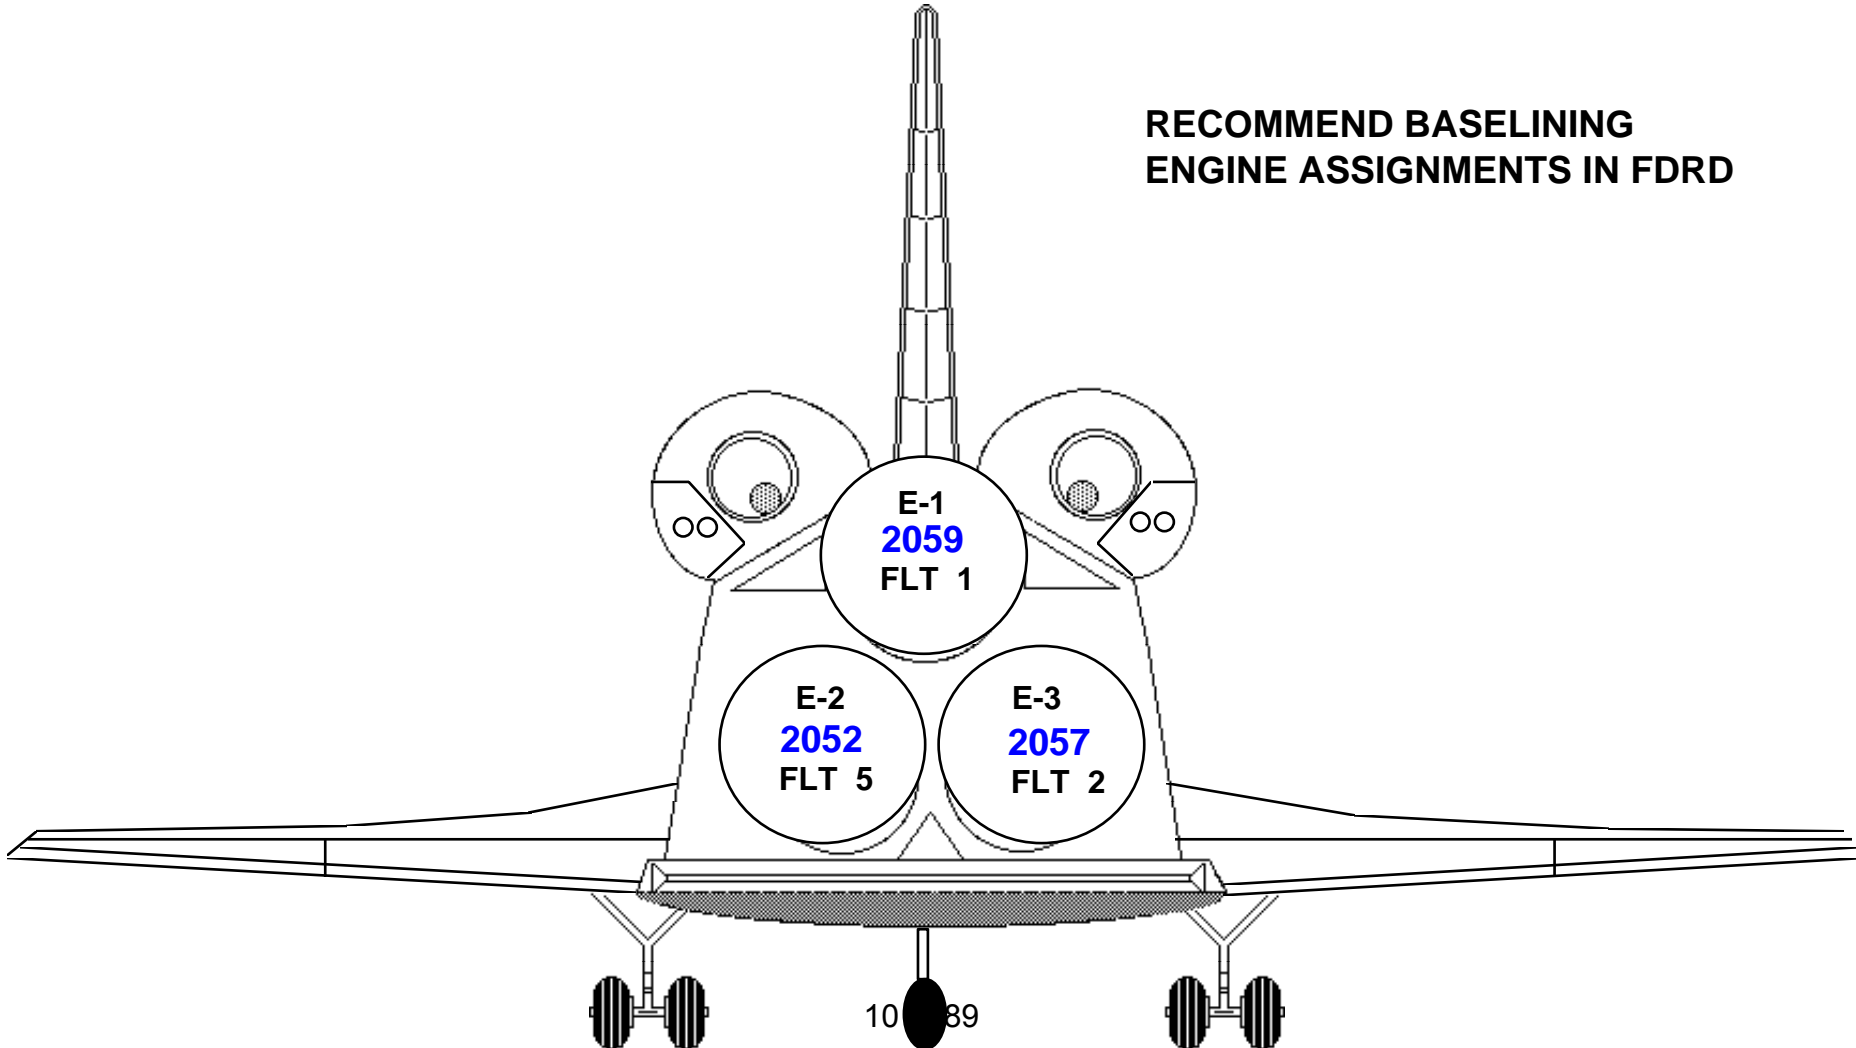 RECOMMEND BASELINING
ENGINE ASSIGNMENTS IN FDRD
E-1
2059
FLT 1
E-2
2052
FLT 5
E-3
2057
FLT 2
10 89